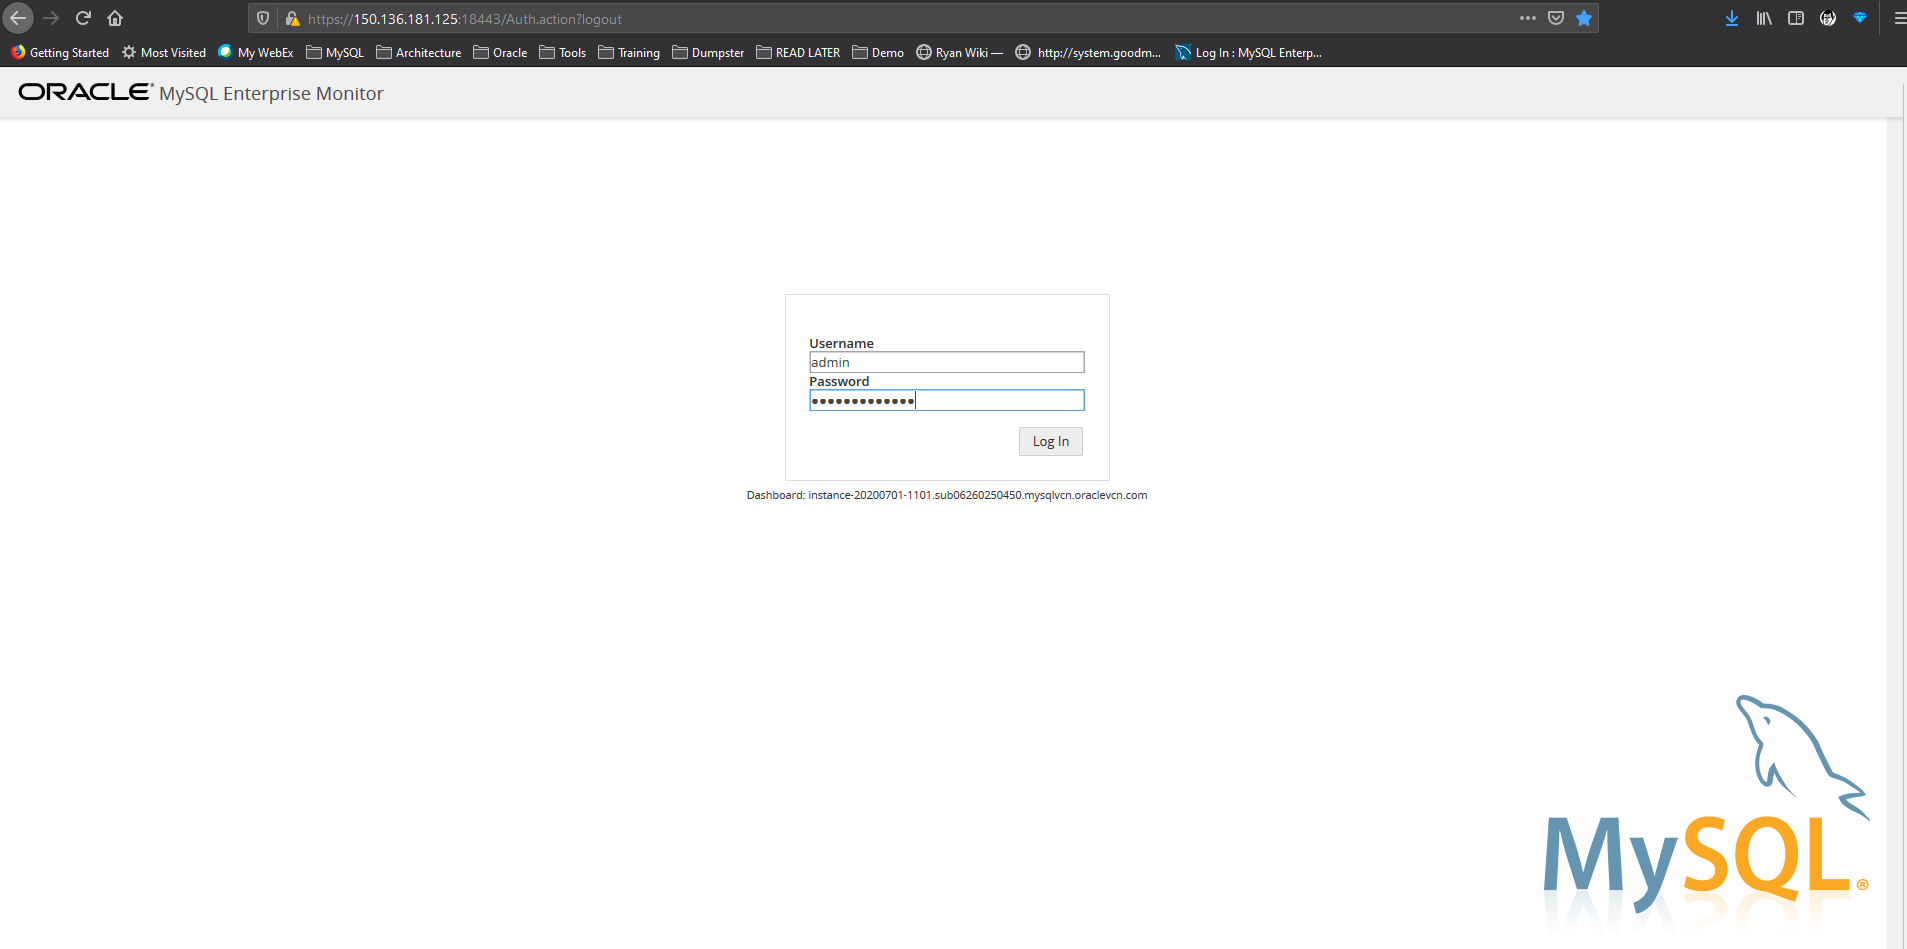 https://150.136.181.125:18443/Auth.action?logout
Getting Started Most Visited My WebEx MySQL Architecture Oracle Tools Training Dumpster READ LATER Demo Ryan Wiki — http://system.goodm... Log In : MySQL Enterp...
ORACLE® MySQL Enterprise Monitor
Username
admin
Password
●●●●●●●●●●●●●
Log In
Dashboard: instance-20200701-1101.sub06260250450.mysqlvcn.oraclevcn.com
MySQL®